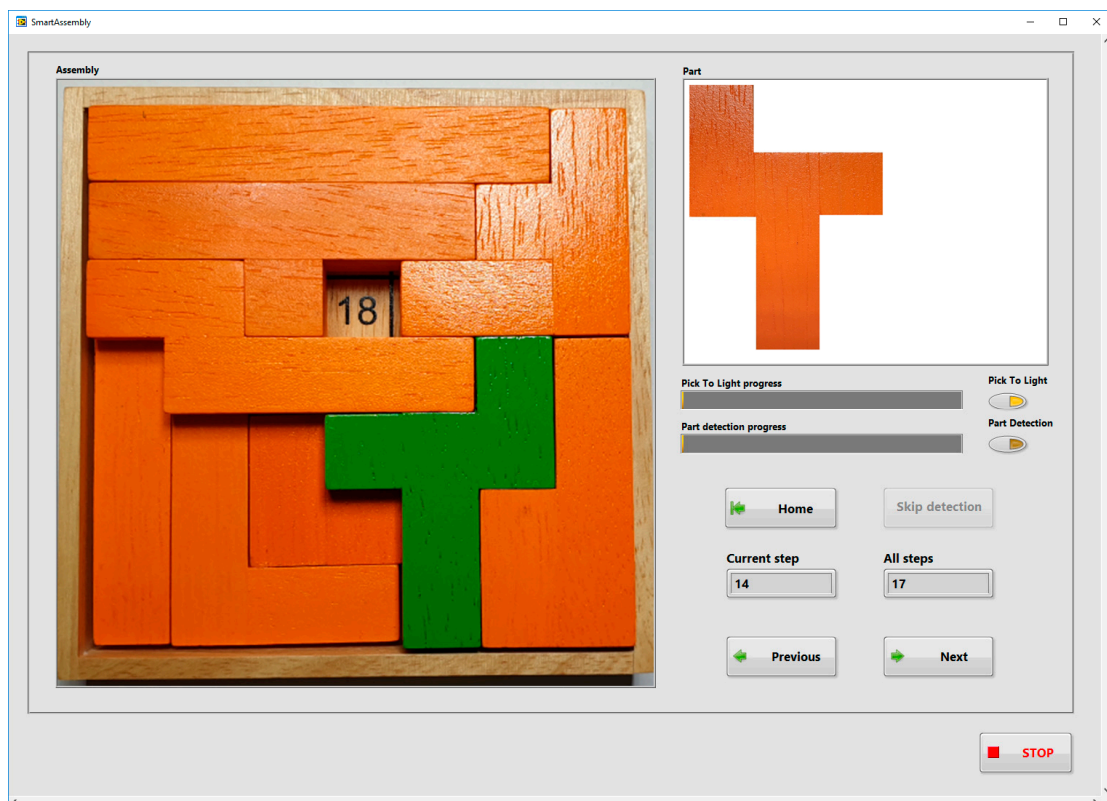 SmartAssembly
Assembly
Part
18
Pick To Light progress
Pick To Light
Part detection progress
Part Detection
Home
Skip detection
Current step
All steps
14
17
Previous
Next
STOP